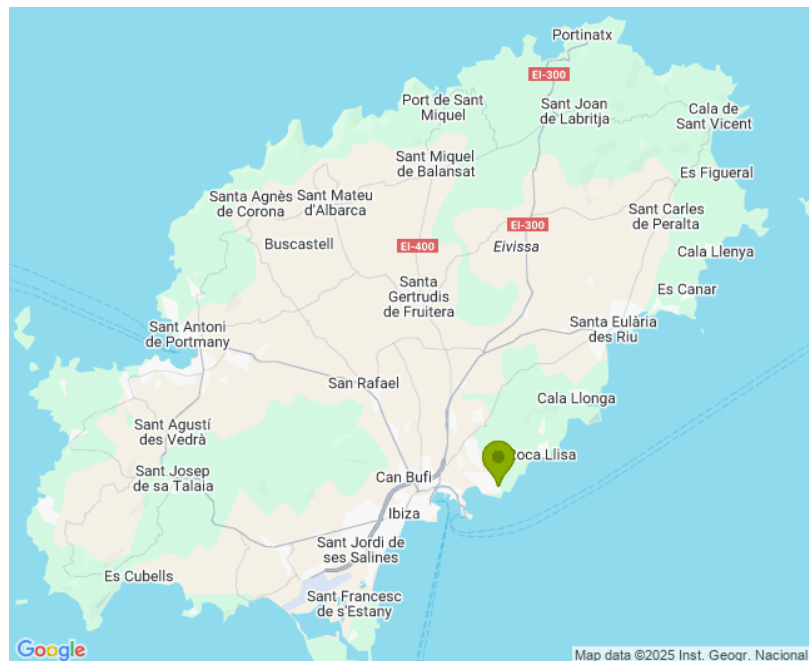 Portinatx
EI-300
Port de Sant
Miquel
Sant Joan
de Labritja
Cala de
Sant Vicent
Sant Miquel
de Balansat
Es Figueral
Santa Agnès
de Corona
Sant Mateu
d'Albarca
Sant Carles
de Peralta
EI-300
Buscastell
EI-400
Eivissa
Cala Llenya
Santa
Gertrudis
de Fruitera
Es Canar
Sant Antoni
de Portmany
Santa Eulària
des Riu
San Rafael
Cala Llonga
Sant Agustí
des Vedrà
Roca Llisa
Sant Josep
de sa Talaia
Can Bufi
Ibiza
Sant Jordi de
ses Salines
Es Cubells
Sant Francesc
de s'Estany
Google
Map data ©2025 Inst. Geogr. Nacional